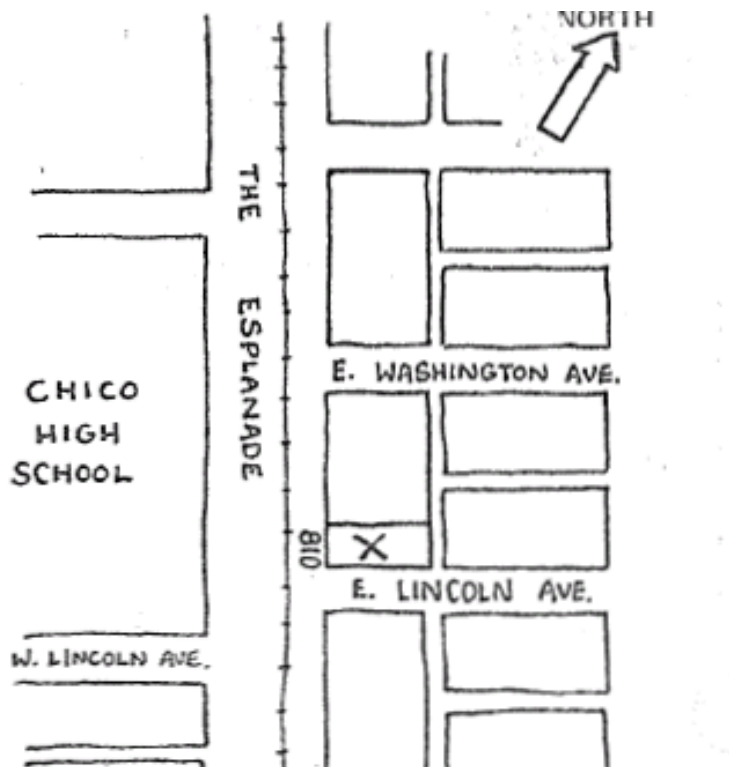 NORTH
THE ESPLANADE
E. WASHINGTON AVE.
CHICO
HIGH
SCHOOL
810
X
E. LINCOLN AVE.
W. LINCOLN AVE.